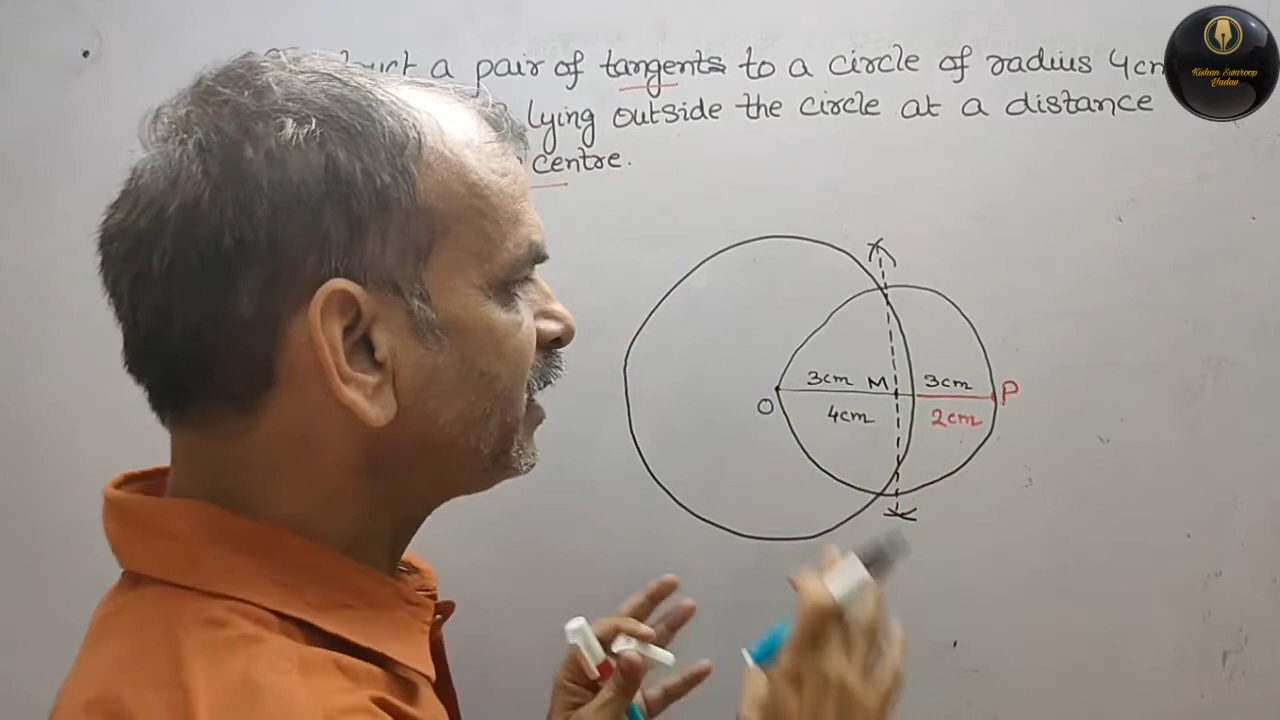 a pair of tangents to a circle of radius 4cm
lying outside the circle at a distance
centre.
Kishan Swaroop
Yadav
3cm M 3cm P
O 4cm 2cm